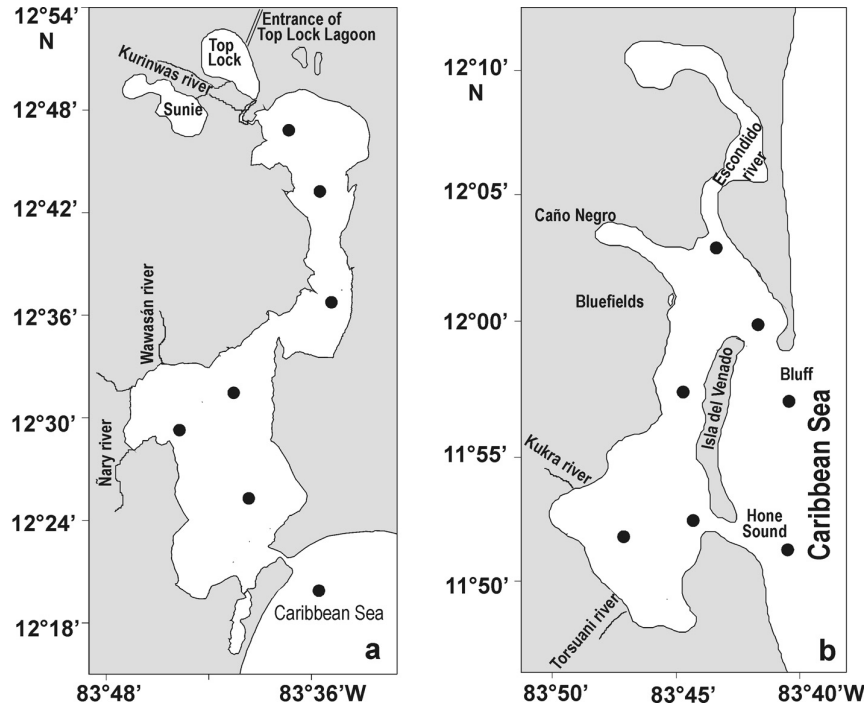 12°54’
N
12°48’
12°42’
12°36’
12°30’
12°24’
12°18’
83°48’
83°36’W
Entrance of
Top Lock Lagoon
Top
Lock
Kurinwas river
Sunie
Wawasán river
Ñary river
Caribbean Sea
a
12°10’
N
12°05’
12°00’
11°55’
11°50’
83°50’
83°45’
83°40’W
Escondido
river
Caño Negro
Bluefields
Isla del Venado
Bluff
Caribbean Sea
Kukra river
Hone
Sound
Torsuani river
b